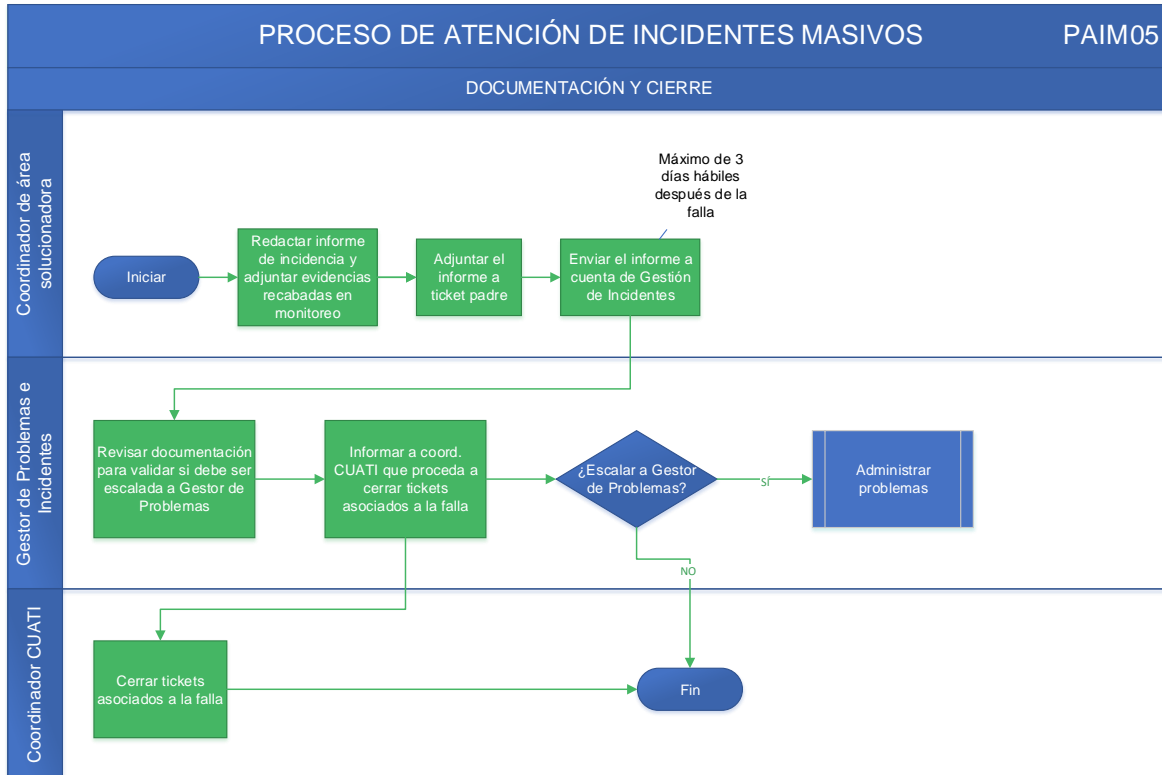 PROCESO DE ATENCIÓN DE INCIDENTES MASIVOS
PAIM05
DOCUMENTACIÓN Y CIERRE
Coordinador de área
solucionadora
Iniciar
Redactar informe
de incidencia y
adjuntar evidencias
recabadas en
monitoreo
Adjuntar el
informe a
ticket padre
Enviar el informe a
cuenta de Gestión
de Incidentes
Máximo de 3
días hábiles
después de la
falla
Gestor de Problemas e
Incidentes
Revisar documentación
para validar si debe ser
escalada a Gestor de
Problemas
Informar a coord.
CUATI que proceda a
cerrar tickets
asociados a la falla
¿Escalar a Gestor
de Problemas?
SÍ
Administrar
problemas
NO
Coordinador CUATI
Cerrar tickets
asociados a la falla
Fin